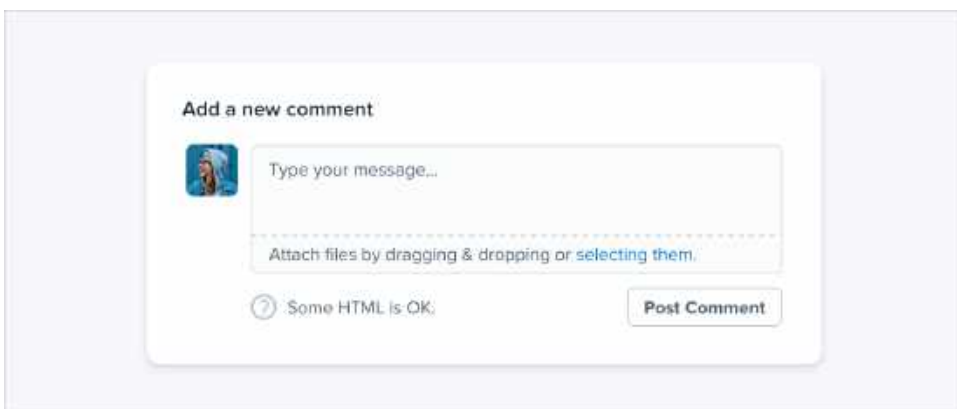 Add a new comment
Type your message...
Attach files by dragging & dropping or selecting them.
Some HTML is OK.
Post Comment